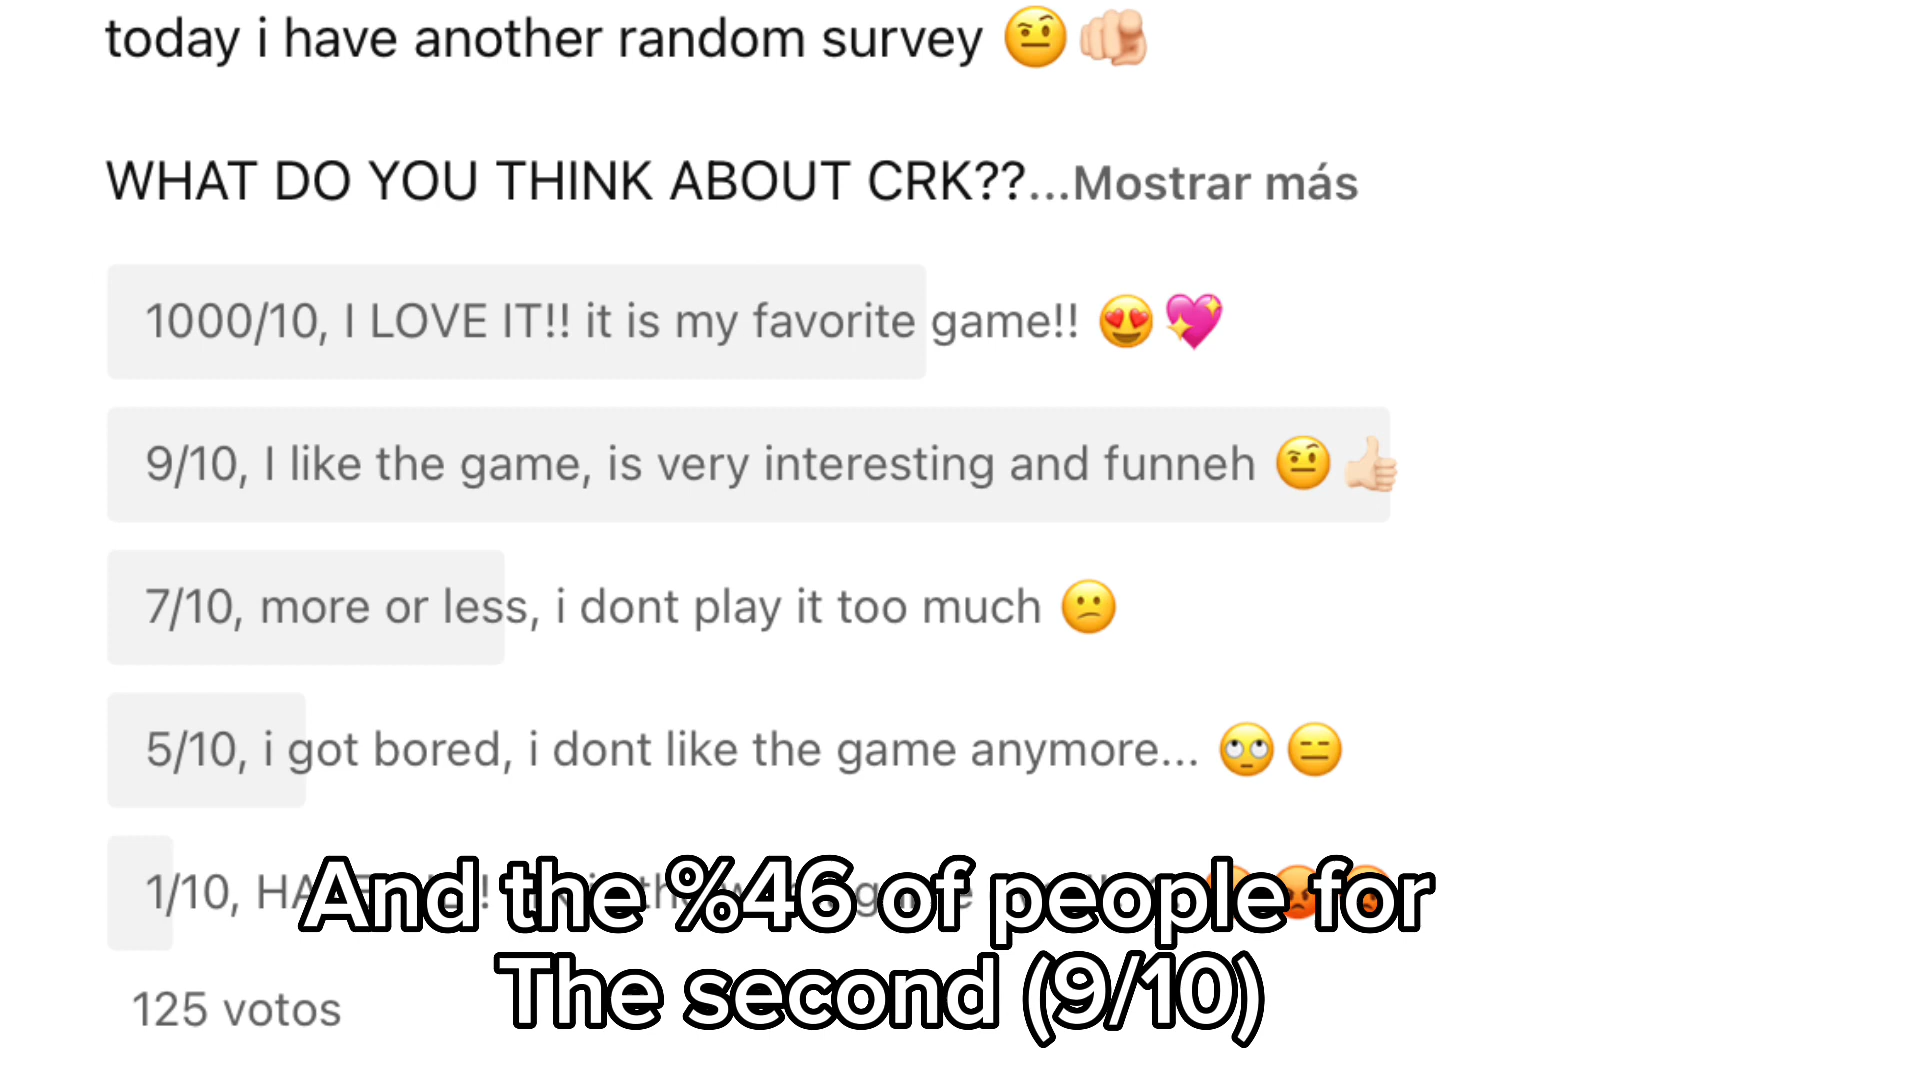 today i have another random survey 🤨🫵🏻
WHAT DO YOU THINK ABOUT CRK??...Mostrar más
1000/10, I LOVE IT!! it is my favorite game!! 😍💖
9/10, I like the game, is very interesting and funneh 🤨👍🏻
7/10, more or less, i dont play it too much 😕
5/10, i got bored, i dont like the game anymore... 🙄😑
1/10,
And the %46 of people for
The second (9/10)
125 votos